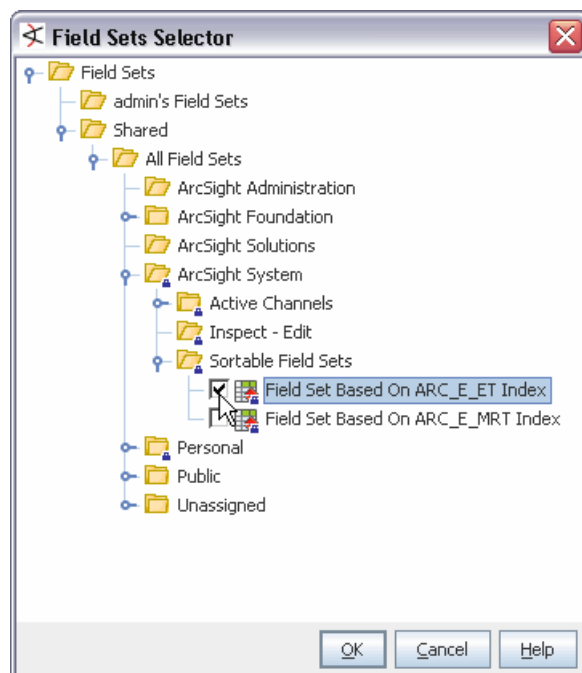 Field Sets Selector
Field Sets
admin's Field Sets
Shared
All Field Sets
ArcSight Administration
ArcSight Foundation
ArcSight Solutions
ArcSight System
Active Channels
Inspect - Edit
Sortable Field Sets
Field Set Based On ARC_E_ET Index
Field Set Based On ARC_E_MRT Index
Personal
Public
Unassigned
OK Cancel Help